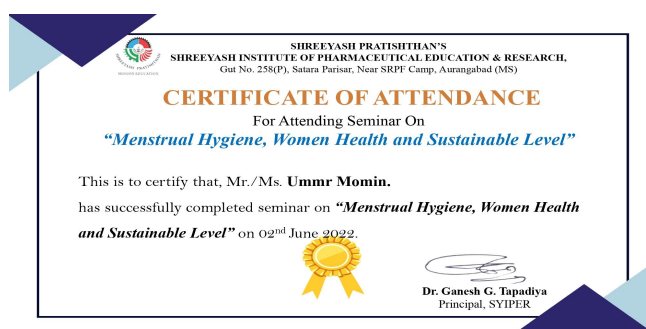 SHREEYASH PRATISHTHAN'S
SHREEYASH INSTITUTE OF PHARMACEUTICAL EDUCATION & RESEARCH,
Gut No. 258(P), Satara Parisar, Near SRPF Camp, Aurangabad (MS)
CERTIFICATE OF ATTENDANCE
For Attending Seminar On
“Menstrual Hygiene, Women Health and Sustainable Level”
This is to certify that, Mr./Ms. Ummr Momin.
has successfully completed seminar on “Menstrual Hygiene, Women Health
and Sustainable Level” on 02nd June 2022.
Dr. Ganesh G. Tapadiya
Principal, SYIPER